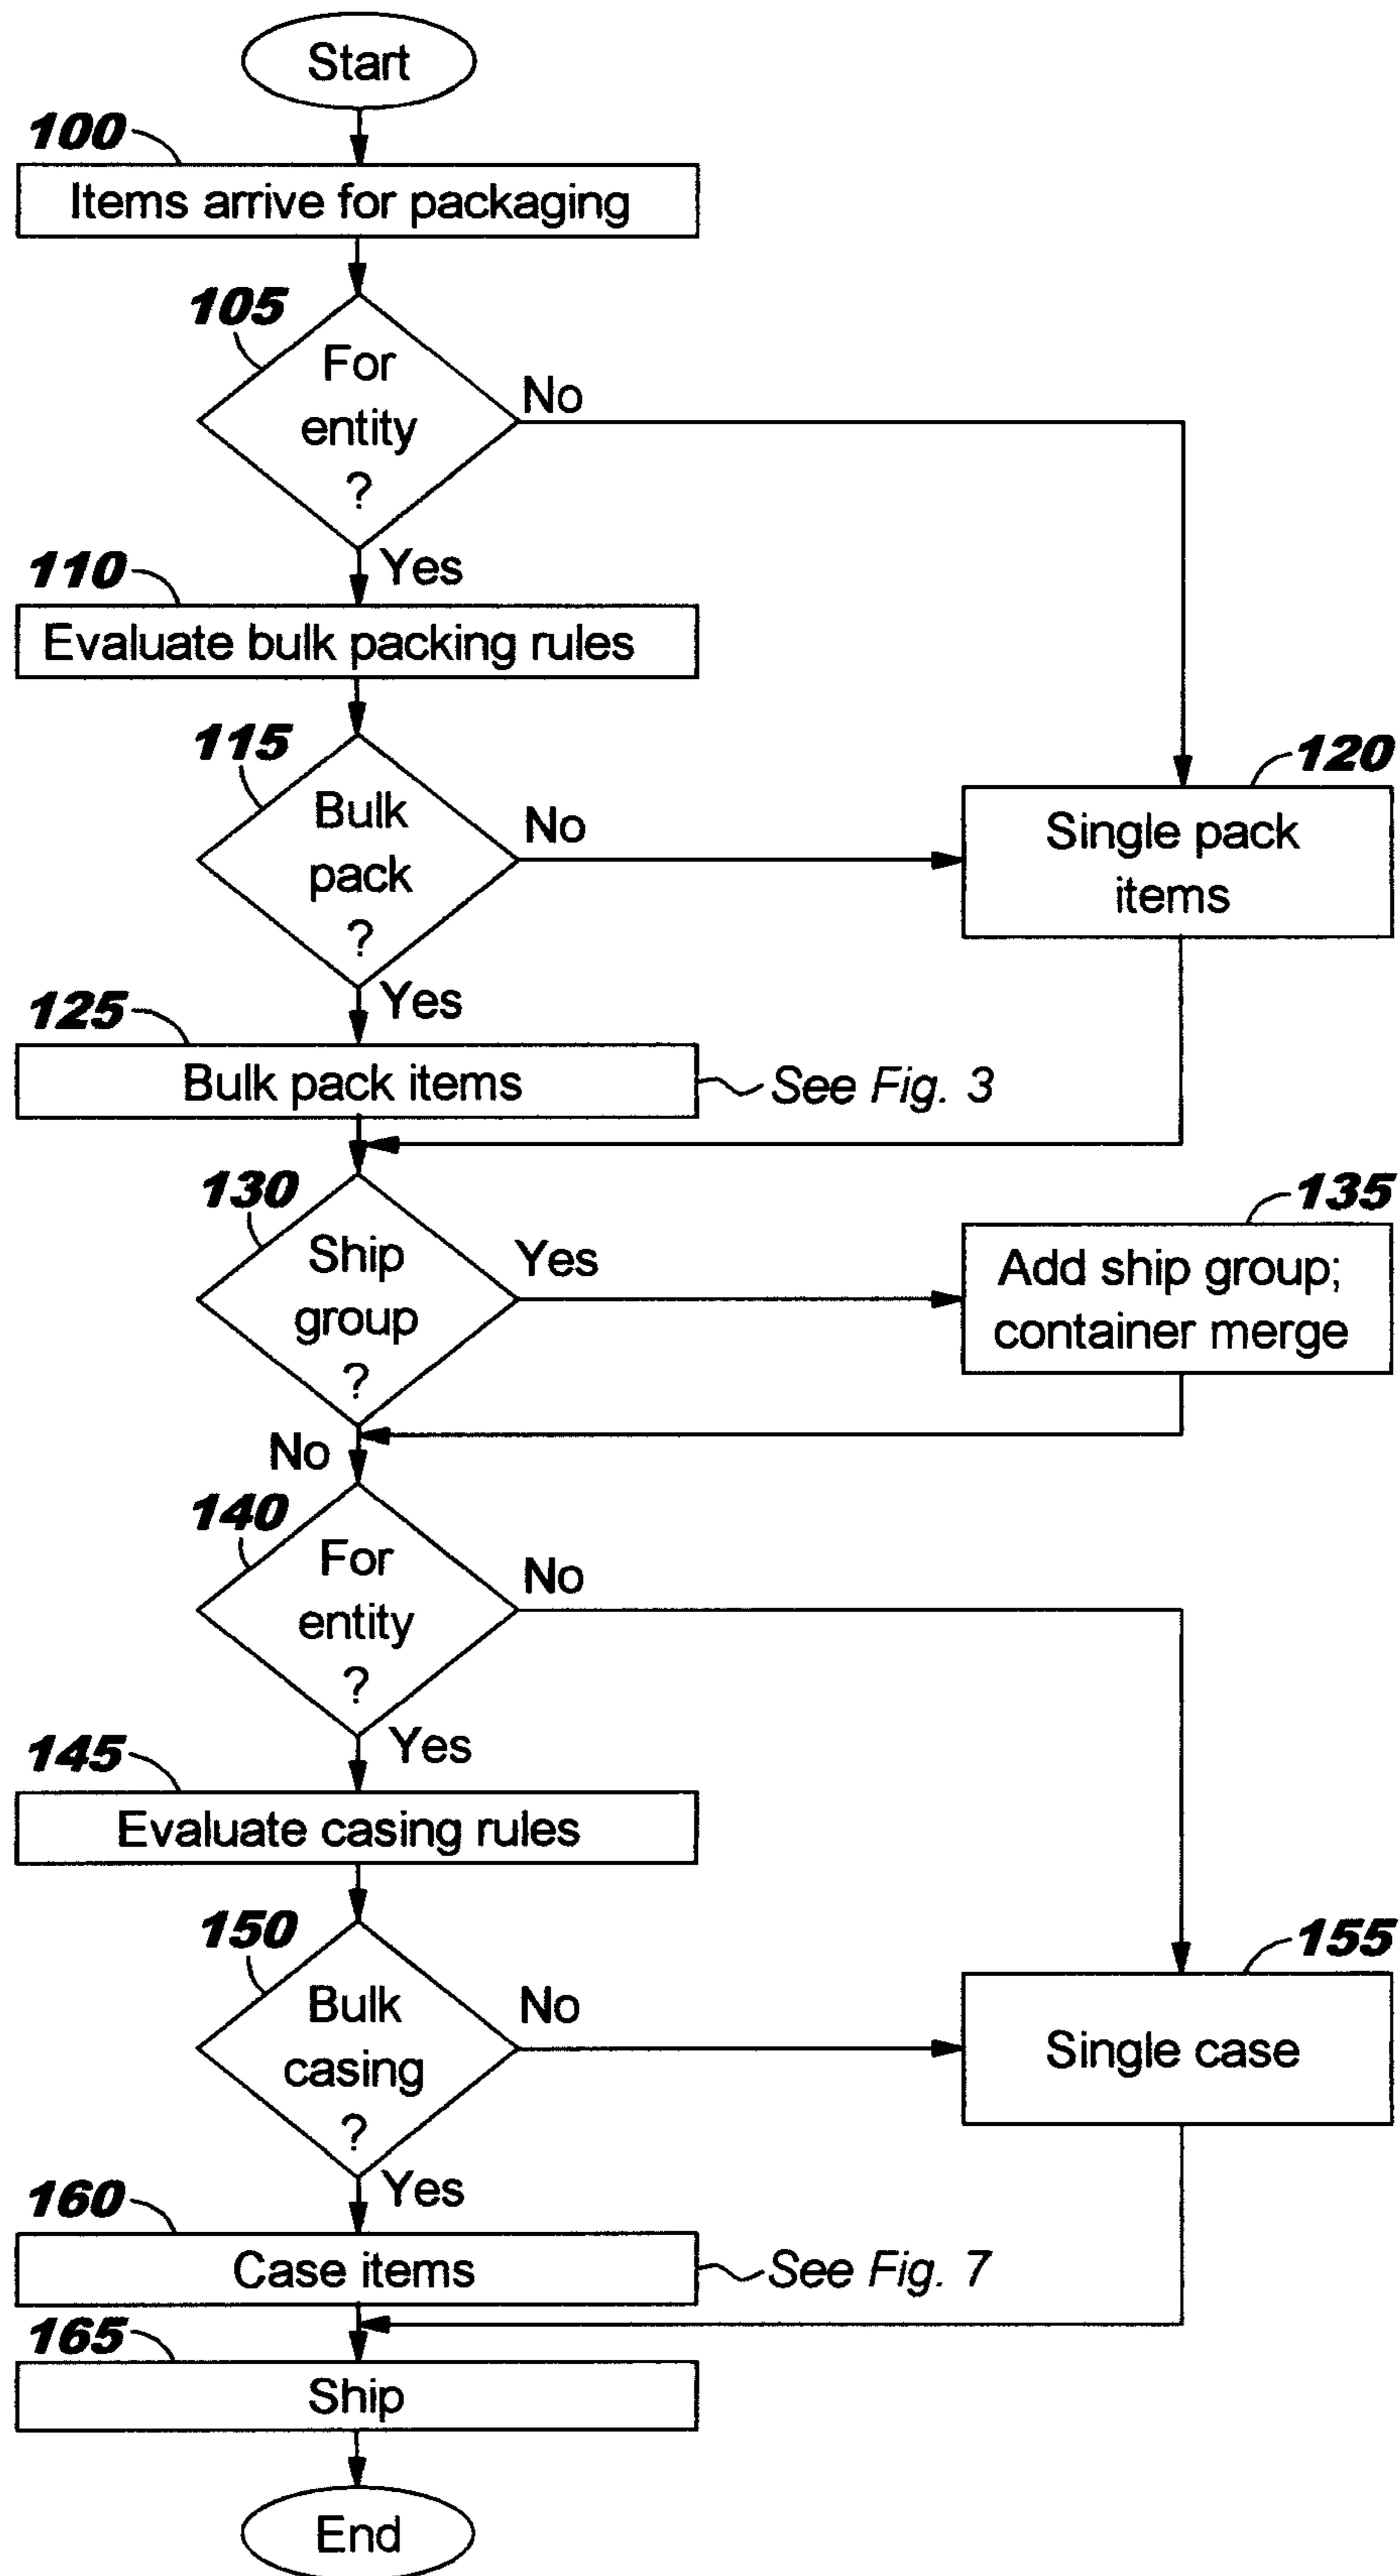 Start
100
Items arrive for packaging
105
For
entity
?
No
Yes
110
Evaluate bulk packing rules
115
Bulk
pack
?
No
120
Single pack
items
Yes
125
Bulk pack items
See Fig. 3
130
Ship
group
?
Yes
135
Add ship group;
container merge
No
140
For
entity
?
No
Yes
145
Evaluate casing rules
150
Bulk
casing
?
No
155
Single case
Yes
160
Case items
See Fig. 7
165
Ship
End